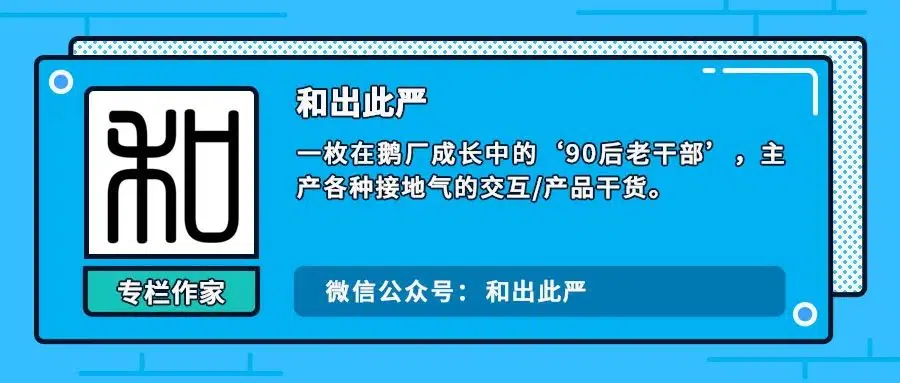 和
专栏作家
和出此严
一枚在鹅厂成长中的‘90后老干部’，主
产各种接地气的交互/产品干货。
微信公众号：和出此严